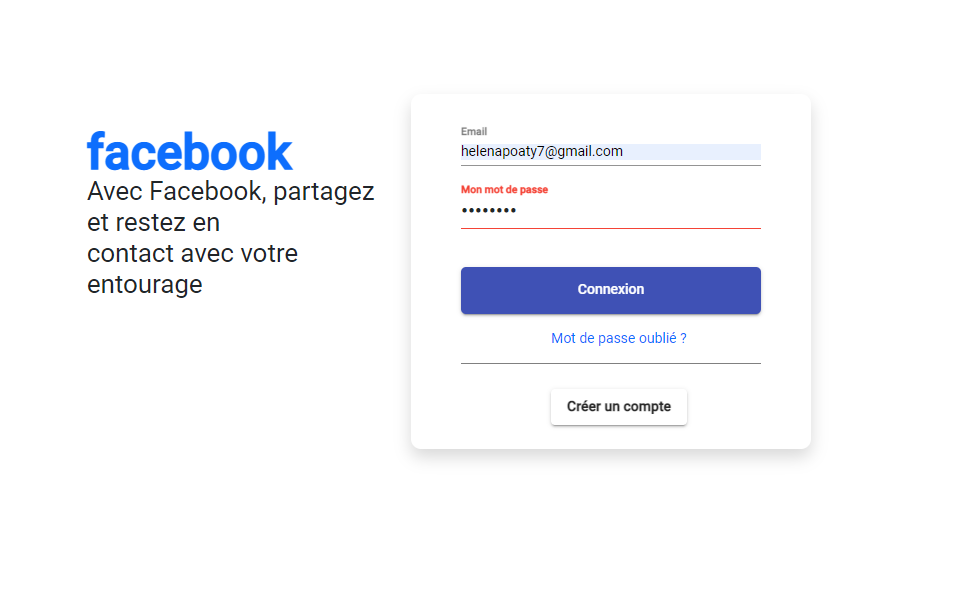 facebook
Avec Facebook, partagez
et restez en
contact avec votre
entourage
Email
helenapoaty7@gmail.com
Mon mot de passe
••••••••
Connexion
Mot de passe oublié ?
Créer un compte